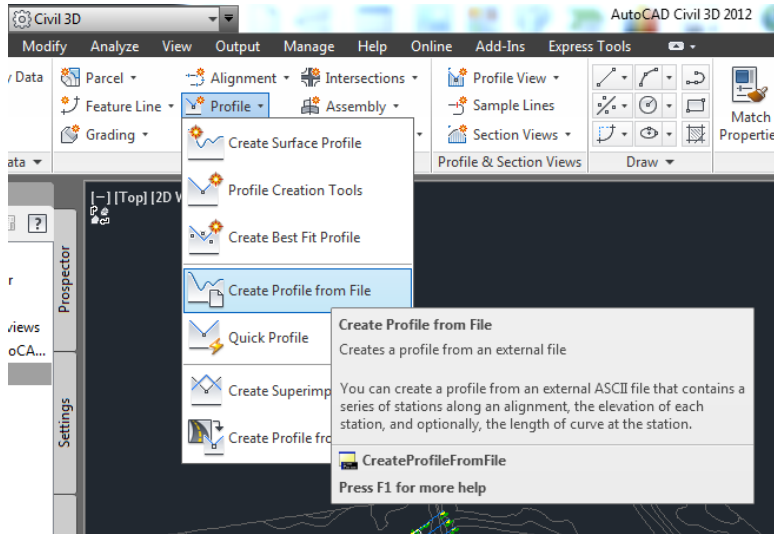 Civil 3D
AutoCAD Civil 3D 2012
Modify Analyze View Output Manage Help Online Add-Ins Express Tools
Data Parcel Alignment Intersections Profile View
Feature Line Profile Assembly Sample Lines Match
Grading Section Views Properti
ata Profile & Section Views Draw
Create Surface Profile
[−] [Top] [2D W
Profile Creation Tools
Create Best Fit Profile
Prospector
r
Create Profile from File
views
oCA...
Quick Profile
Create Superimp
Settings
Create Profile fro
Create Profile from File
Creates a profile from an external file
You can create a profile from an external ASCII file that contains a
series of stations along an alignment, the elevation of each
station, and optionally, the length of curve at the station.
CreateProfileFromFile
Press F1 for more help